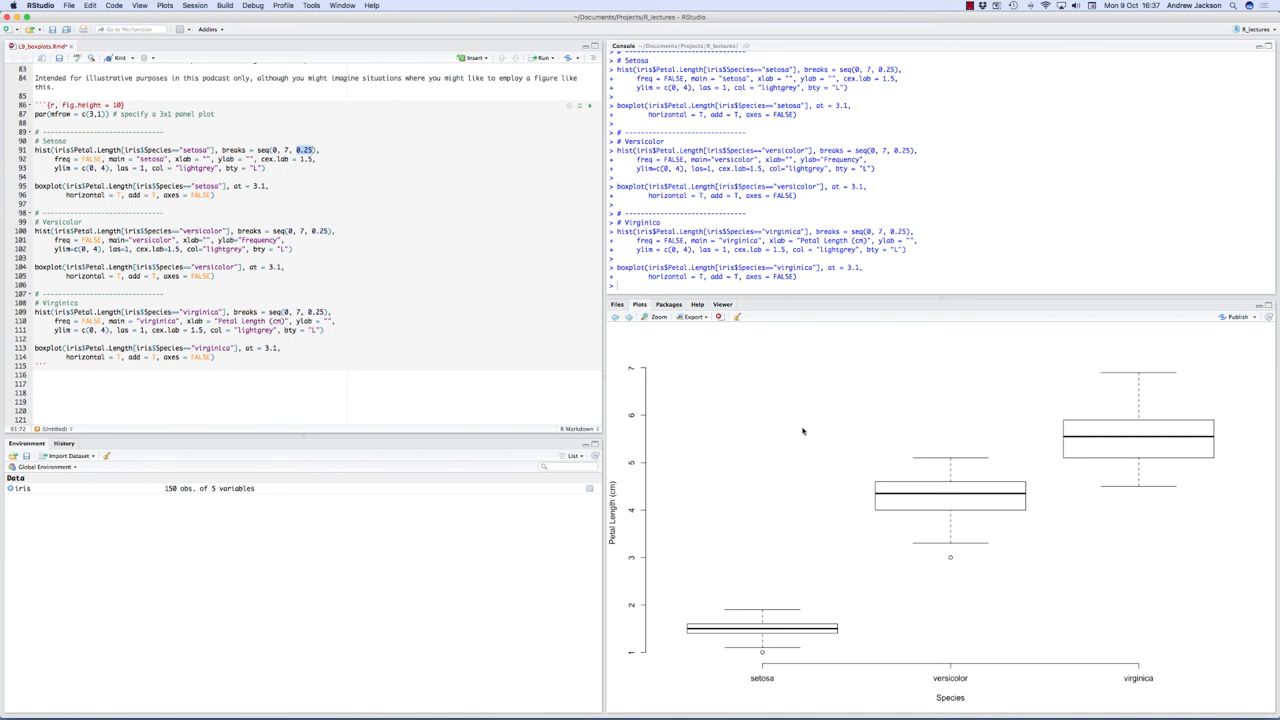 RStudio File Edit Code View Plots Session Build Debug Profile Tools Window Help
Mon 9 Oct 16:37 Andrew Jackson
~/Documents/Projects/R_lectures - RStudio
Go to file/function Addins R_lectures
L9_boxplots.Rmd*
Knit Insert Run
83
84 Intended for illustrative purposes in this podcast only, although you might imagine situations where you might like to employ a figure like
this.
85
86 ```{r, fig.height = 10}
87 par(mfrow = c(3,1)) # specify a 3x1 panel plot
88
89 # -------------------------------
90 # Setosa
91 hist(iris$Petal.Length[iris$Species=="setosa"], breaks = seq(0, 7, 0.25),
92 freq = FALSE, main = "setosa", xlab = "", ylab = "", cex.lab = 1.5,
93 ylim = c(0, 4), las = 1, col = "lightgrey", bty = "L")
94
95 boxplot(iris$Petal.Length[iris$Species=="setosa"], at = 3.1,
96 horizontal = T, add = T, axes = FALSE)
97
98 # -------------------------------
99 # Versicolor
100 hist(iris$Petal.Length[iris$Species=="versicolor"], breaks = seq(0, 7, 0.25),
101 freq = FALSE, main="versicolor", xlab="", ylab="Frequency",
102 ylim=c(0, 4), las=1, cex.lab=1.5, col="lightgrey", bty = "L")
103
104 boxplot(iris$Petal.Length[iris$Species=="versicolor"], at = 3.1,
105 horizontal = T, add = T, axes = FALSE)
106
107 # -------------------------------
108 # Virginica
109 hist(iris$Petal.Length[iris$Species=="virginica"], breaks = seq(0, 7, 0.25),
110 freq = FALSE, main = "virginica", xlab = "Petal Length (cm)", ylab = "",
111 ylim = c(0, 4), las = 1, cex.lab = 1.5, col = "lightgrey", bty = "L")
112
113 boxplot(iris$Petal.Length[iris$Species=="virginica"], at = 3.1,
114 horizontal = T, add = T, axes = FALSE)
115 ```
116
117
118
119
120
121
91:72 (Untitled) R Markdown
Environment History
Import Dataset List
Global Environment
Data
iris 150 obs. of 5 variables
Console ~/Documents/Projects/R_lectures/
> # Setosa
> hist(iris$Petal.Length[iris$Species=="setosa"], breaks = seq(0, 7, 0.25),
+ freq = FALSE, main = "setosa", xlab = "", ylab = "", cex.lab = 1.5,
+ ylim = c(0, 4), las = 1, col = "lightgrey", bty = "L")
>
> boxplot(iris$Petal.Length[iris$Species=="setosa"], at = 3.1,
+ horizontal = T, add = T, axes = FALSE)
>
> # -------------------------------
> # Versicolor
> hist(iris$Petal.Length[iris$Species=="versicolor"], breaks = seq(0, 7, 0.25),
+ freq = FALSE, main="versicolor", xlab="", ylab="Frequency",
+ ylim=c(0, 4), las=1, cex.lab=1.5, col="lightgrey", bty = "L")
>
> boxplot(iris$Petal.Length[iris$Species=="versicolor"], at = 3.1,
+ horizontal = T, add = T, axes = FALSE)
>
> # -------------------------------
> # Virginica
> hist(iris$Petal.Length[iris$Species=="virginica"], breaks = seq(0, 7, 0.25),
+ freq = FALSE, main = "virginica", xlab = "Petal Length (cm)", ylab = "",
+ ylim = c(0, 4), las = 1, cex.lab = 1.5, col = "lightgrey", bty = "L")
>
> boxplot(iris$Petal.Length[iris$Species=="virginica"], at = 3.1,
+ horizontal = T, add = T, axes = FALSE)
>
Files Plots Packages Help Viewer
Zoom Export Publish
7
6
5
4
3
2
1
Petal Length (cm)
setosa versicolor virginica
Species